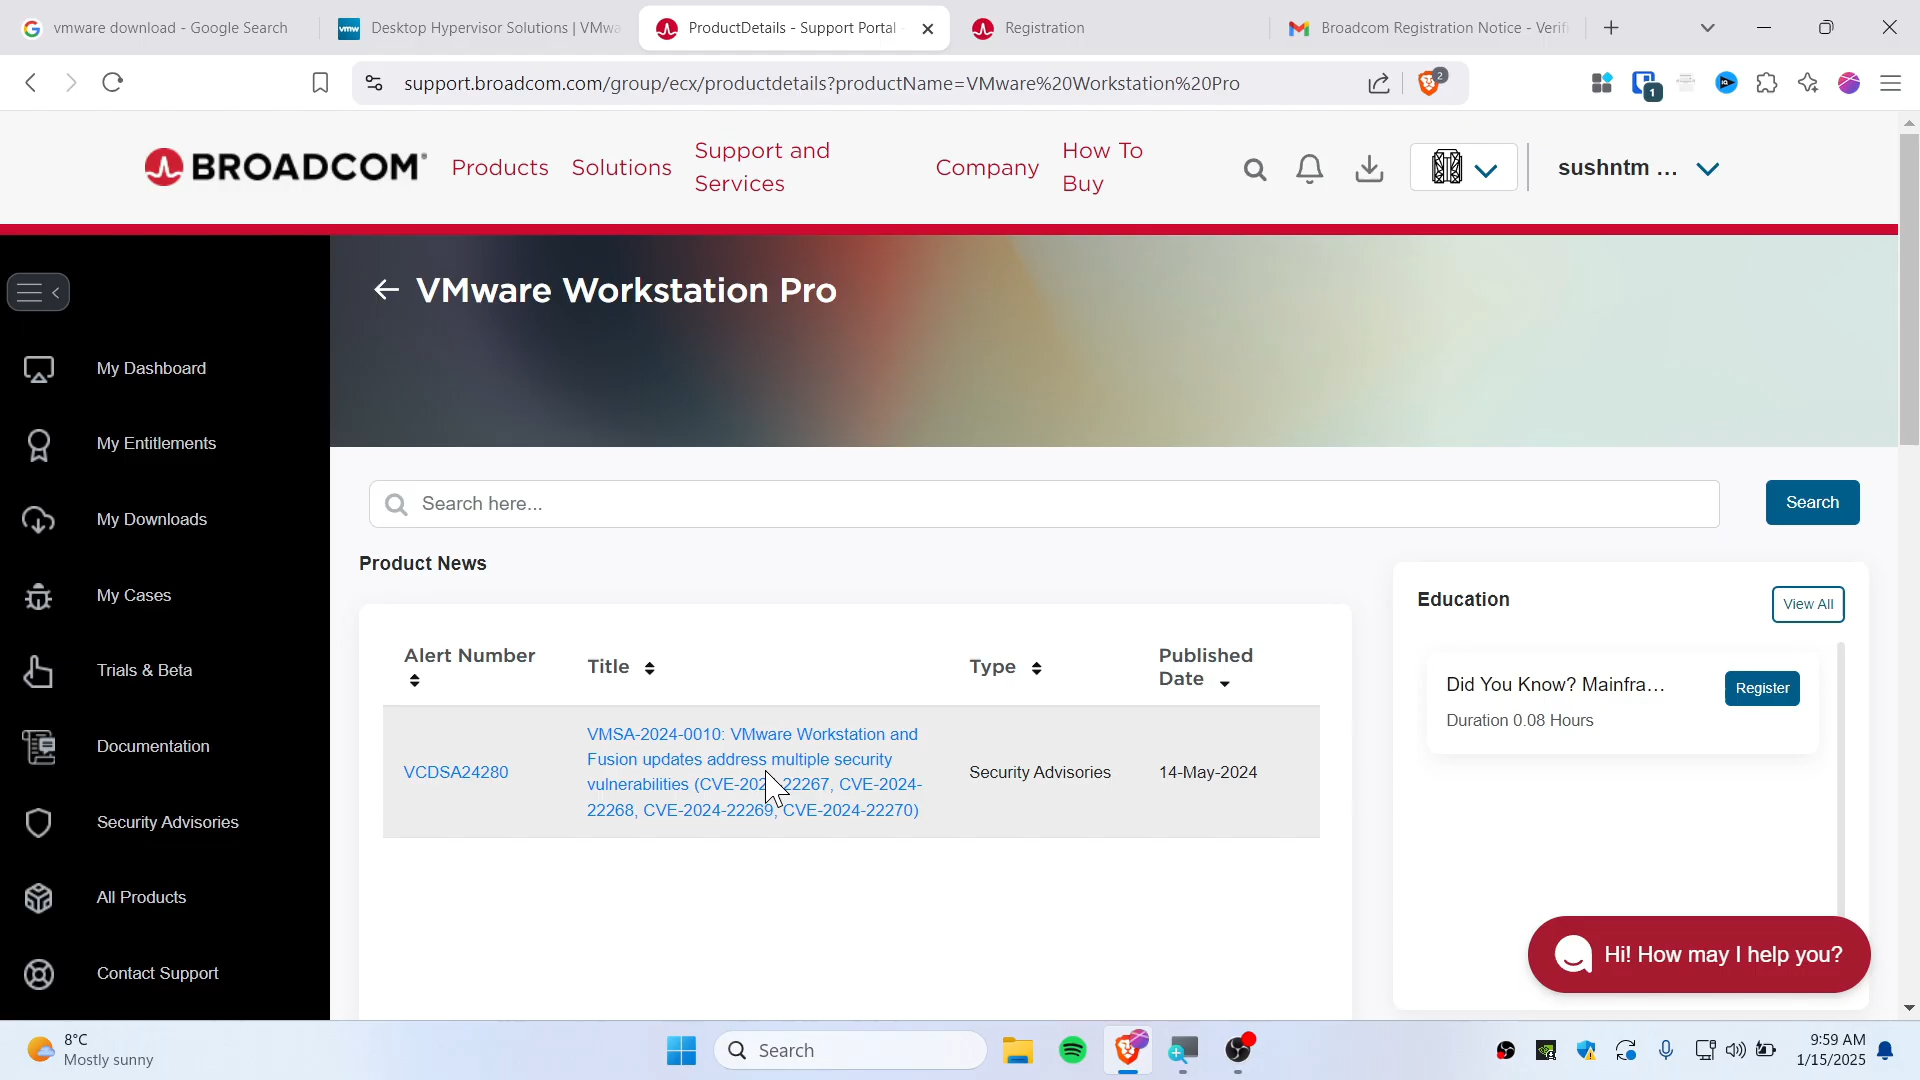 vmware download - Google Search
Desktop Hypervisor Solutions | VMwa
ProductDetails - Support Portal -
Registration
Broadcom Registration Notice - Verifi
support.broadcom.com/group/ecx/productdetails?productName=VMware%20Workstation%20Pro
2
1
BROADCOM
Products
Solutions
Support and
Services
Company
How To
Buy
sushntm ...
VMware Workstation Pro
My Dashboard
My Entitlements
My Downloads
My Cases
Trials & Beta
Documentation
Security Advisories
All Products
Contact Support
Search here...
Search
Product News
Alert Number
Title
Type
Published
Date
VCDSA24280
VMSA-2024-0010: VMware Workstation and
Fusion updates address multiple security
vulnerabilities (CVE-2024-22267, CVE-2024-
22268, CVE-2024-22269, CVE-2024-22270)
Security Advisories
14-May-2024
Education
View All
Did You Know? Mainfra...
Duration 0.08 Hours
Register
Hi! How may I help you?
8°C
Mostly sunny
Search
9:59 AM
1/15/2025